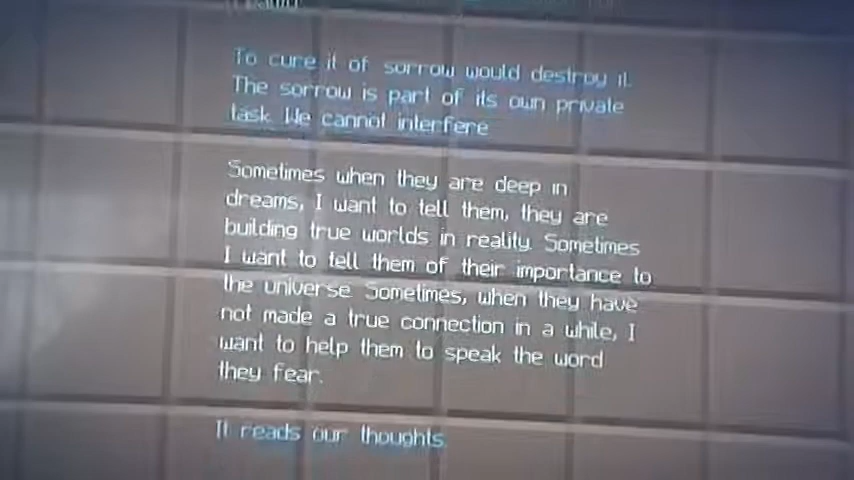 To cure it of sorrow would destroy it.
The sorrow is part of its own private
task. We cannot interfere
Sometimes when they are deep in
dreams, I want to tell them, they are
building true worlds in reality. Sometimes
I want to tell them of their importance to
the universe Sometimes, when they have
not made a true connection in a while, I
want to help them to speak the word
they fear.
It reads our thoughts.